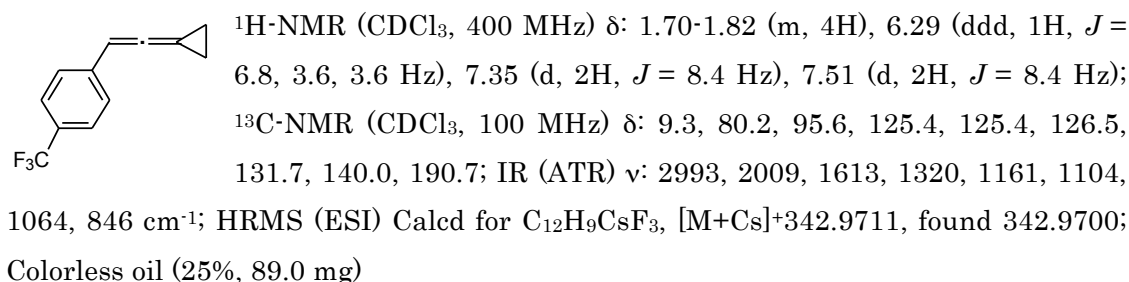 ¹H-NMR (CDCl₃, 400 MHz) δ: 1.70-1.82 (m, 4H), 6.29 (ddd, 1H, J =
6.8, 3.6, 3.6 Hz), 7.35 (d, 2H, J = 8.4 Hz), 7.51 (d, 2H, J = 8.4 Hz);
¹³C-NMR (CDCl₃, 100 MHz) δ: 9.3, 80.2, 95.6, 125.4, 125.4, 126.5,
F₃C
131.7, 140.0, 190.7; IR (ATR) ν: 2993, 2009, 1613, 1320, 1161, 1104,
1064, 846 cm⁻¹; HRMS (ESI) Calcd for C₁₂H₉CsF₃, [M+Cs]⁺342.9711, found 342.9700;
Colorless oil (25%, 89.0 mg)